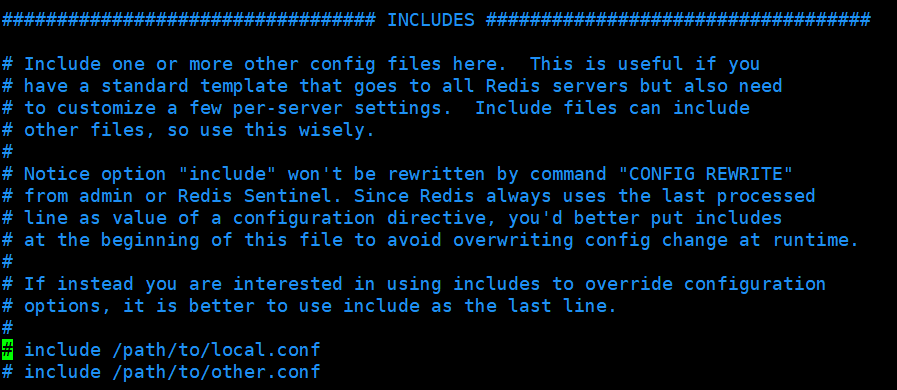 ################################## INCLUDES ###################################
# Include one or more other config files here.  This is useful if you
# have a standard template that goes to all Redis servers but also need
# to customize a few per-server settings.  Include files can include
# other files, so use this wisely.
#
# Notice option "include" won't be rewritten by command "CONFIG REWRITE"
# from admin or Redis Sentinel. Since Redis always uses the last processed
# line as value of a configuration directive, you'd better put includes
# at the beginning of this file to avoid overwriting config change at runtime.
#
# If instead you are interested in using includes to override configuration
# options, it is better to use include as the last line.
#
# include /path/to/local.conf
# include /path/to/other.conf